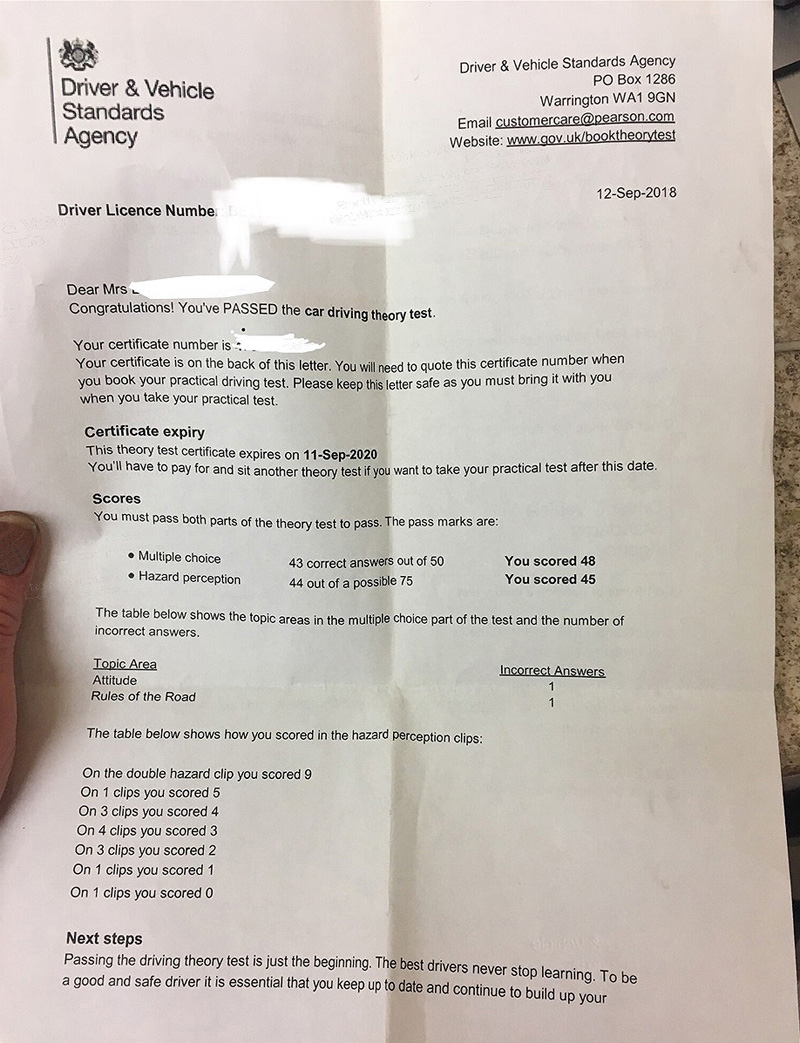 Driver & Vehicle
Standards
Agency
Driver & Vehicle Standards Agency
PO Box 1286
Warrington WA1 9GN
Email customercare@pearson.com
Website: www.gov.uk/booktheorytest
12-Sep-2018
Driver Licence Number
Dear Mrs
Congratulations! You've PASSED the car driving theory test.
Your certificate number is
Your certificate is on the back of this letter. You will need to quote this certificate number when
you book your practical driving test. Please keep this letter safe as you must bring it with you
when you take your practical test.
Certificate expiry
This theory test certificate expires on 11-Sep-2020
You'll have to pay for and sit another theory test if you want to take your practical test after this date.
Scores
You must pass both parts of the theory test to pass. The pass marks are:
• Multiple choice 43 correct answers out of 50 You scored 48
• Hazard perception 44 out of a possible 75 You scored 45
The table below shows the topic areas in the multiple choice part of the test and the number of
incorrect answers.
Topic Area Incorrect Answers
Attitude 1
Rules of the Road 1
The table below shows how you scored in the hazard perception clips:
On the double hazard clip you scored 9
On 1 clips you scored 5
On 3 clips you scored 4
On 4 clips you scored 3
On 3 clips you scored 2
On 1 clips you scored 1
On 1 clips you scored 0
Next steps
Passing the driving theory test is just the beginning. The best drivers never stop learning. To be
a good and safe driver it is essential that you keep up to date and continue to build up your